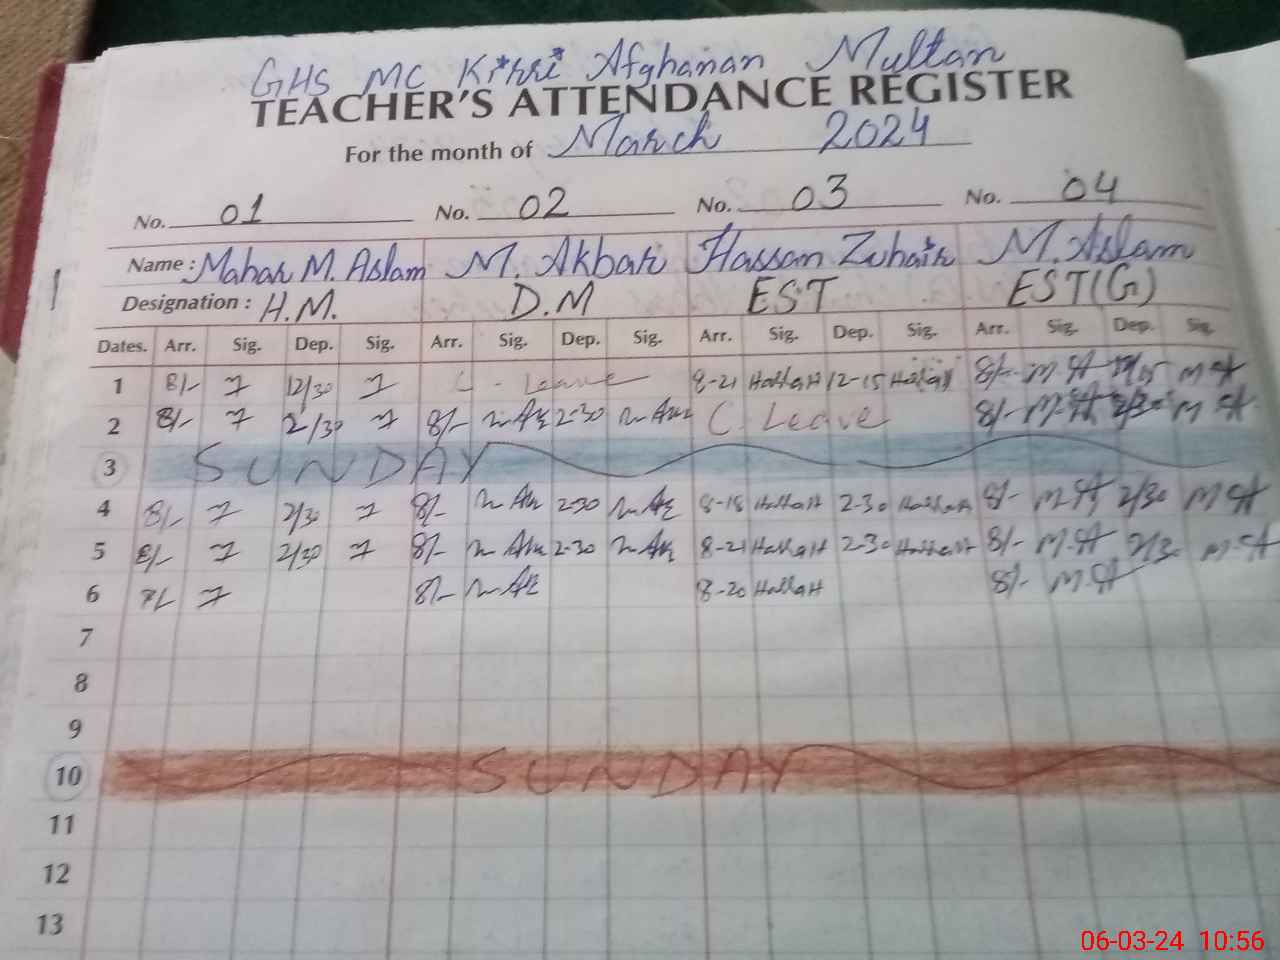 GHS MC Kiri Afghanan Multan
TEACHER'S ATTENDANCE REGISTER
For the month of March 2024
No. 01 No. 02 No. 03 No. 04
Name: Mahar M. Aslam M. Akbar Hassan Zuhair M. Aslam
Designation: H.M. D.M EST EST(G)
Dates. Arr. Sig. Dep. Sig. Arr. Sig. Dep. Sig. Arr. Sig. Dep. Sig. Arr. Sig. Dep. Sig.
1 8/- 12/30 C - Leave 8-21 12-15 8/-
2 8/- 2/30 8/- 2-30 C. Leave 8/- 2/30
3 SUNDAY
4 8/- 2/30 8/- 2-30 8-18 2-30 8/- 2/30
5 8/- 2/30 8/- 2-30 8-21 2-30 8/- 2/30
6 8/- 8-20 8/-
7
8
9
10 SUNDAY
11
12
13
06-03-24 10:56